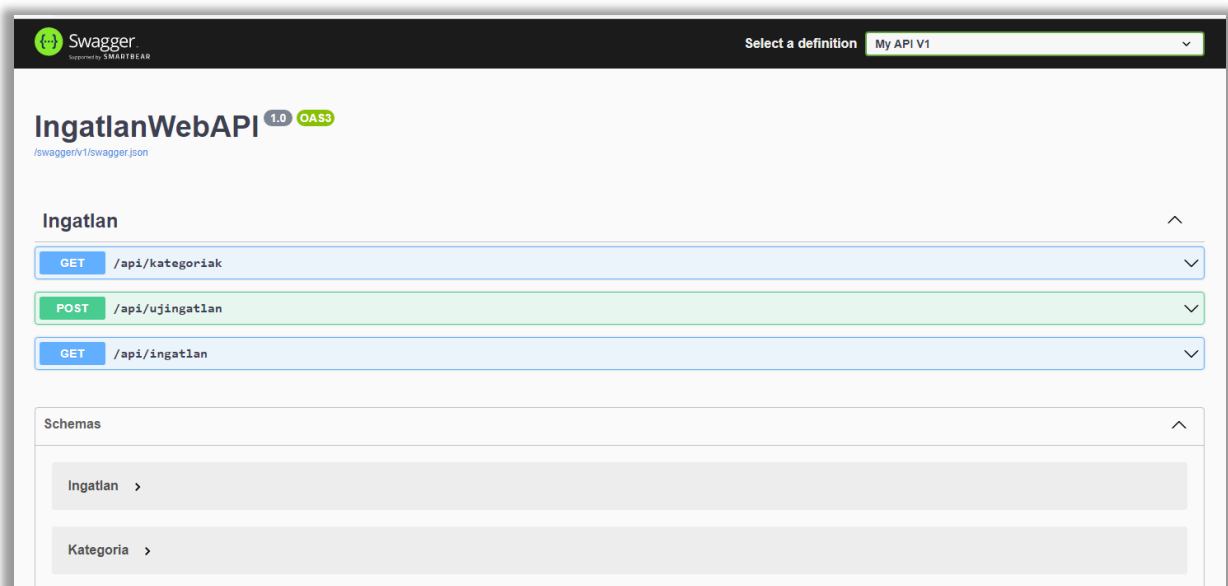 Swagger
Supported by SMARTBEAR
Select a definition My API V1
IngatlanWebAPI 1.0 OAS3
/swagger/v1/swagger.json
Ingatlan
GET /api/kategoriak
POST /api/ujingatlan
GET /api/ingatlan
Schemas
Ingatlan
Kategoria